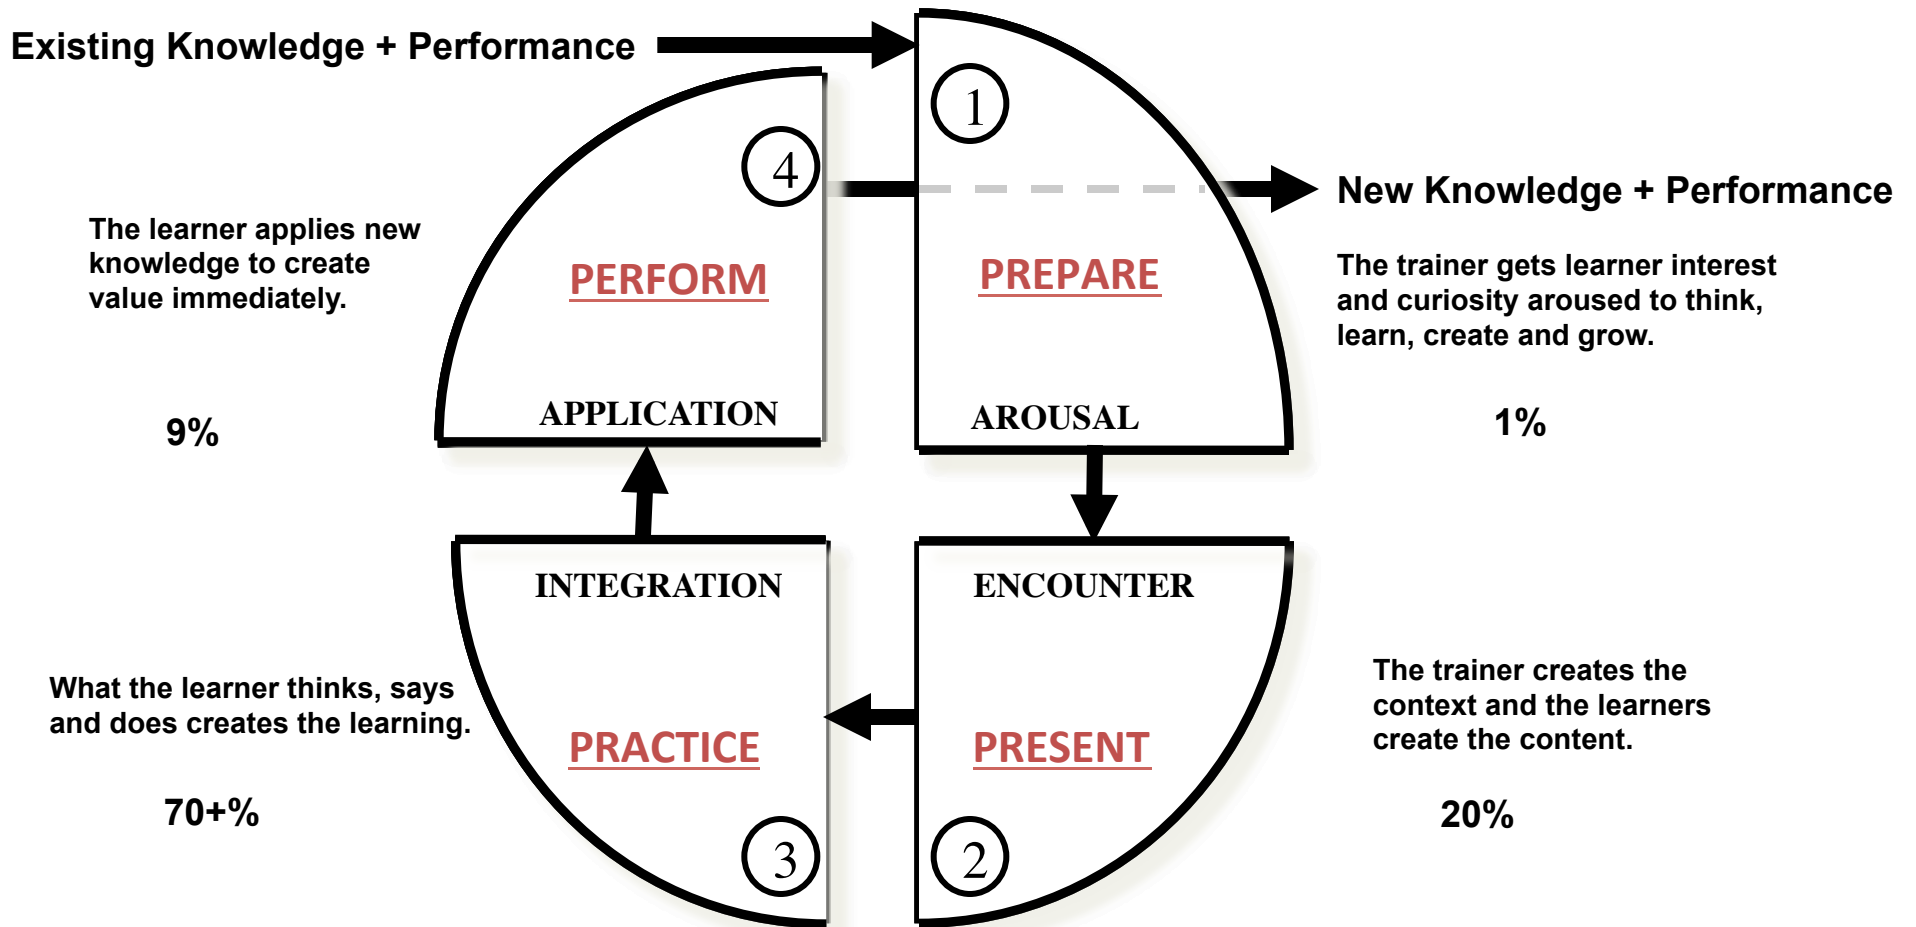 Existing Knowledge + Performance
1
4
New Knowledge + Performance
The learner applies new
knowledge to create
value immediately.
PERFORM
PREPARE
The trainer gets learner interest
and curiosity aroused to think,
learn, create and grow.
APPLICATION
AROUSAL
9%
1%
INTEGRATION
ENCOUNTER
What the learner thinks, says
and does creates the learning.
PRACTICE
PRESENT
The trainer creates the
context and the learners
create the content.
70+%
20%
3
2